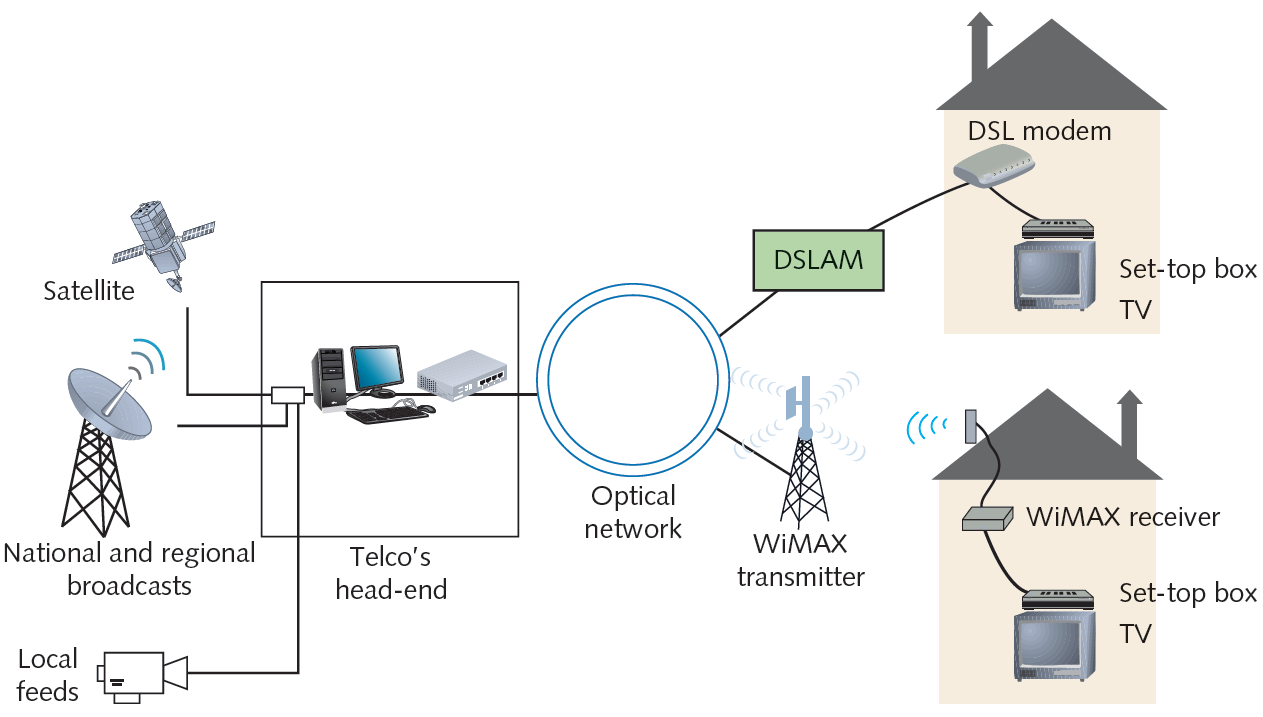 DSL modem
DSLAM
Set-top box
TV
Satellite
National and regional
broadcasts
Telco's
head-end
Optical
network
WiMAX
transmitter
WiMAX receiver
Set-top box
TV
Local
feeds